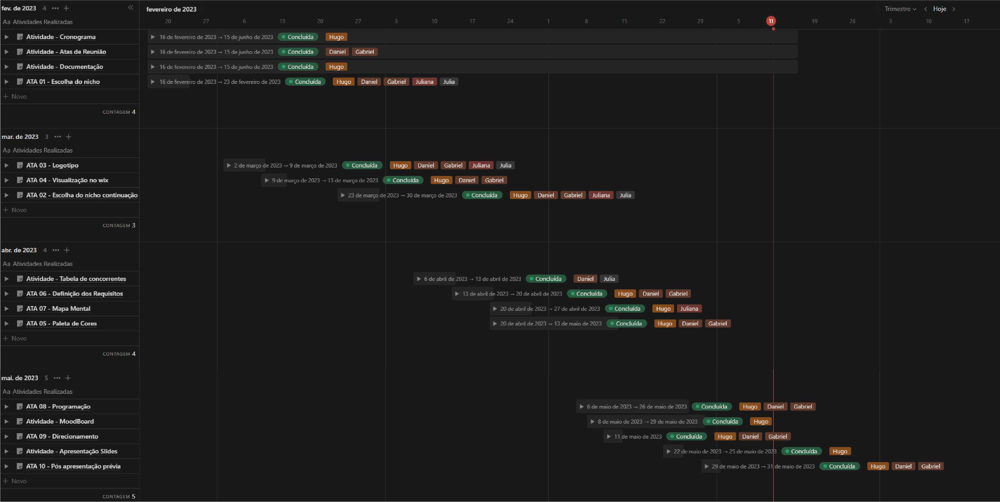 fev. de 2023 4 ••• +
fevereiro de 2023
Trimestre Hoje
Aa Atividades Realizadas
20 27 6 13 20 27 3 10 17 24 1 8 15 22 29 5 11 19 26 3 10 17
Atividade - Cronograma 16 de fevereiro de 2023 → 15 de junho de 2023 Concluída Hugo
Atividade - Atas de Reunião 16 de fevereiro de 2023 → 15 de junho de 2023 Concluída Daniel Gabriel
Atividade - Documentação 16 de fevereiro de 2023 → 15 de junho de 2023 Concluída Hugo
ATA 01 - Escolha do nicho 16 de fevereiro de 2023 → 23 de fevereiro de 2023 Concluída Hugo Daniel Gabriel Juliana Julia
+ Novo
CONTAGEM 4
mar. de 2023 3 ••• +
Aa Atividades Realizadas
ATA 03 - Logotipo 2 de março de 2023 → 9 de março de 2023 Concluída Hugo Daniel Gabriel Juliana Julia
ATA 04 - Visualização no wix 9 de março de 2023 → 13 de março de 2023 Concluída Hugo Daniel Gabriel
ATA 02 - Escolha do nicho continuação 23 de março de 2023 → 30 de março de 2023 Concluída Hugo Daniel Gabriel Juliana Julia
+ Novo
CONTAGEM 3
abr. de 2023 4 ••• +
Aa Atividades Realizadas
Atividade - Tabela de concorrentes 6 de abril de 2023 → 13 de abril de 2023 Concluída Daniel Julia
ATA 06 - Definição dos Requisitos 13 de abril de 2023 → 20 de abril de 2023 Concluída Hugo Daniel Gabriel
ATA 07 - Mapa Mental 20 de abril de 2023 → 27 de abril de 2023 Concluída Hugo Juliana
ATA 05 - Paleta de Cores 20 de abril de 2023 → 13 de maio de 2023 Concluída Hugo Daniel Gabriel
+ Novo
CONTAGEM 4
mai. de 2023 5 ••• +
Aa Atividades Realizadas
ATA 08 - Programação 6 de maio de 2023 → 26 de maio de 2023 Concluída Hugo Daniel Gabriel
Atividade - MoodBoard 8 de maio de 2023 → 29 de maio de 2023 Concluída Hugo
ATA 09 - Direcionamento 11 de maio de 2023 Concluída Hugo Daniel Gabriel
Atividade - Apresentação Slides 22 de maio de 2023 → 25 de maio de 2023 Concluída Hugo
ATA 10 - Pós apresentação prévia 29 de maio de 2023 → 31 de maio de 2023 Concluída Hugo Daniel Gabriel
+ Novo
CONTAGEM 5